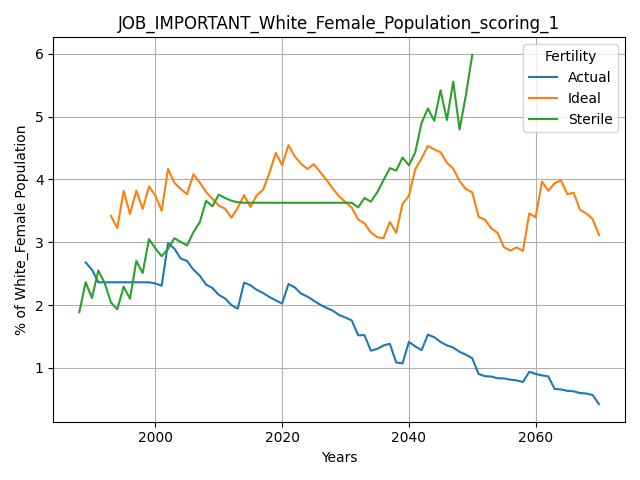 JOB_IMPORTANT_White_Female_Population_scoring_1
% of White_Female Population
6
5
4
3
2
1
Fertility
Actual
Ideal
Sterile
2000
2020
2040
2060
Years